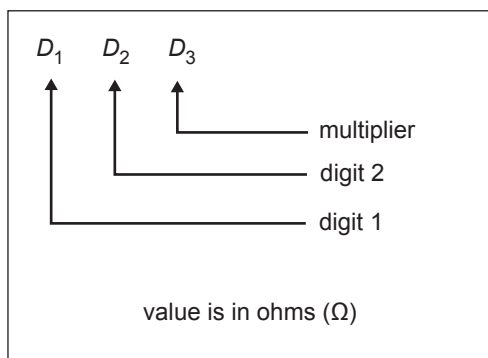 D₁ D₂ D₃
multiplier
digit 2
digit 1
value is in ohms (Ω)